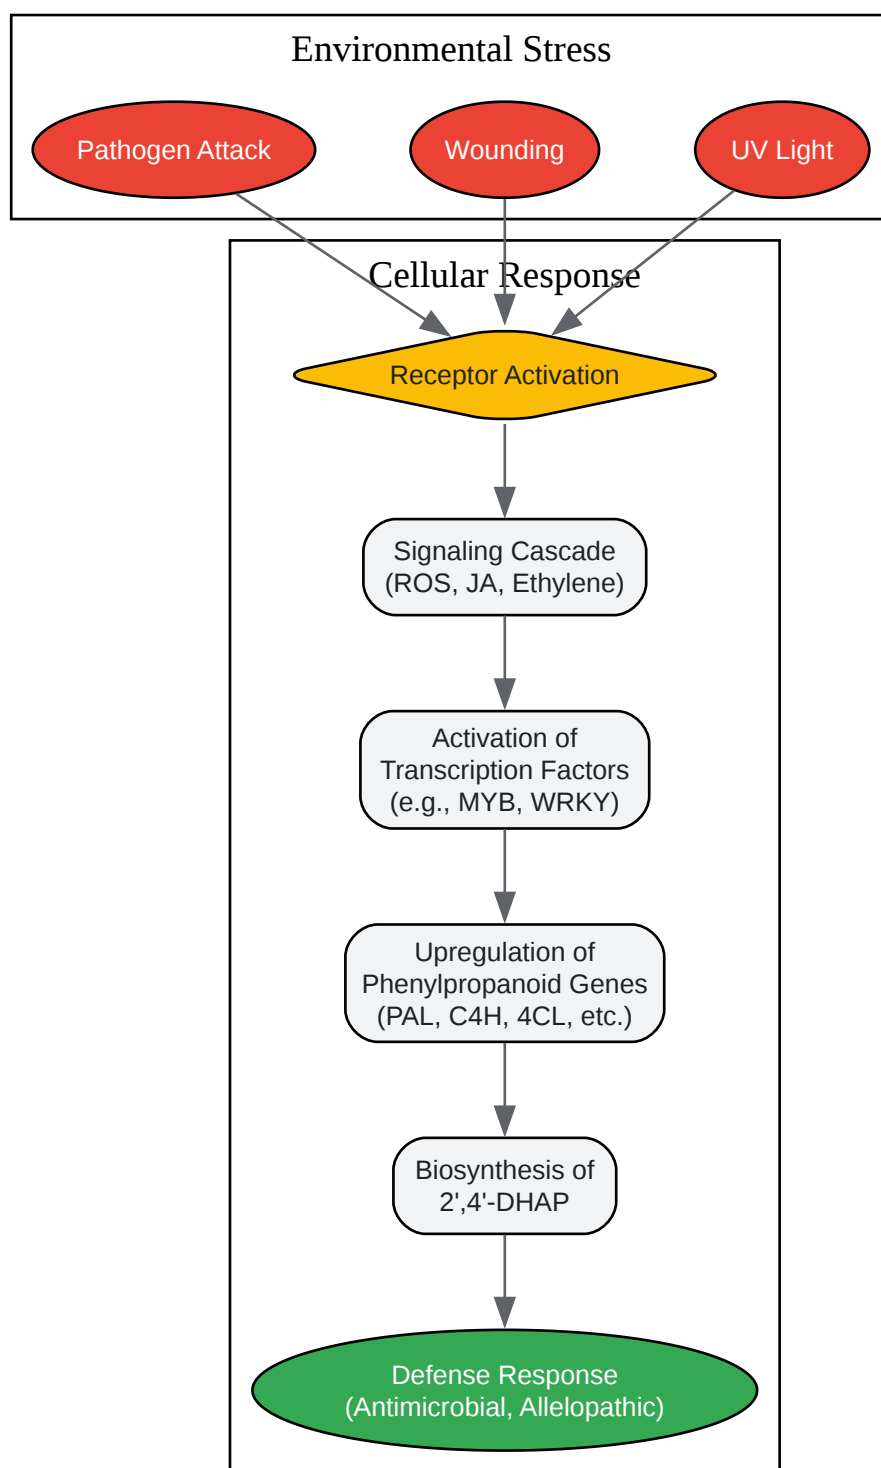 Environmental Stress
Pathogen Attack
Wounding
UV Light
Cellular Response
Receptor Activation
Signaling Cascade
(ROS, JA, Ethylene)
Activation of
Transcription Factors
(e.g., MYB, WRKY)
Upregulation of
Phenylpropanoid Genes
(PAL, C4H, 4CL, etc.)
Biosynthesis of
2',4'-DHAP
Defense Response
(Antimicrobial, Allelopathic)